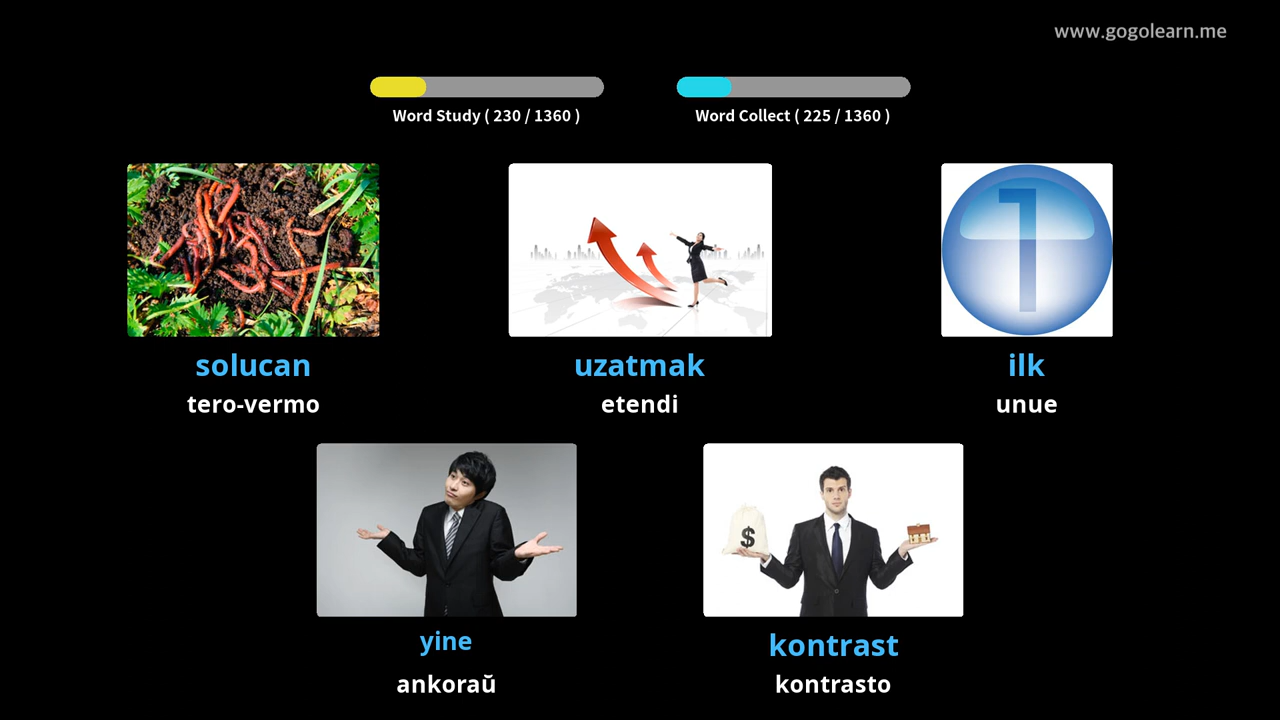 www.gogolearn.me
Word Study ( 230 / 1360 )
Word Collect ( 225 / 1360 )
solucan
tero-vermo
uzatmak
etendi
1
ilk
unue
$
yine
ankoraŭ
kontrast
kontrasto